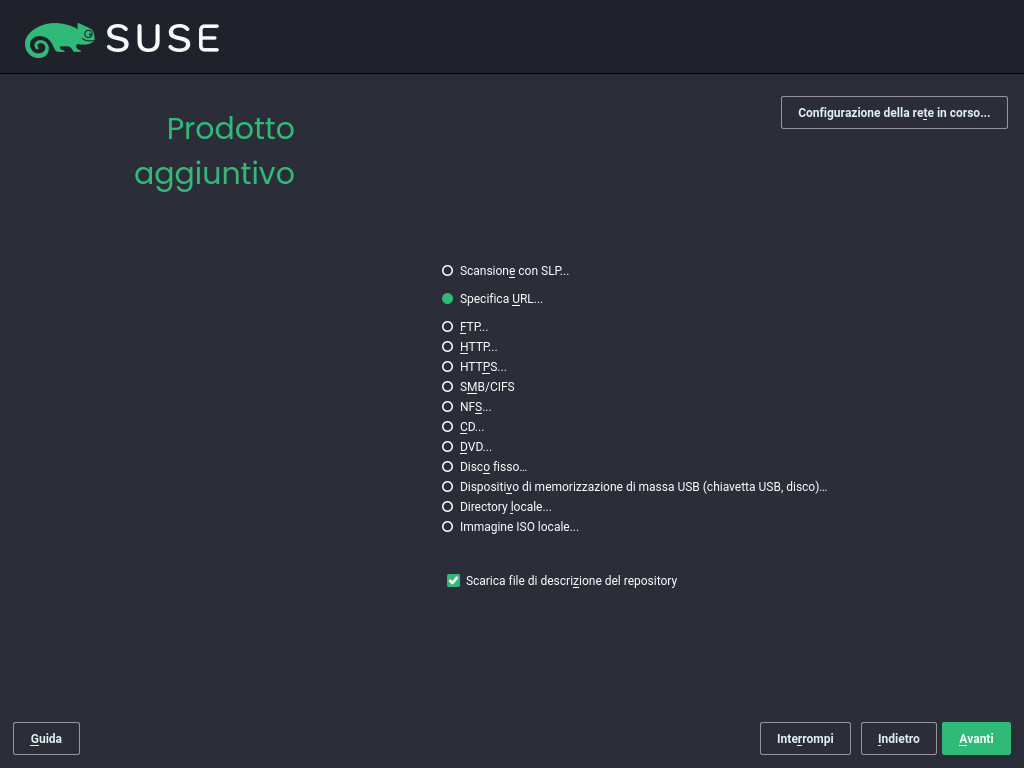 SUSE
Prodotto
aggiuntivo
Configurazione della rete in corso...
Scansione con SLP...
Specifica URL...
FTP...
HTTP...
HTTPS...
SMB/CIFS
NFS...
CD...
DVD...
Disco fisso...
Dispositivo di memorizzazione di massa USB (chiavetta USB, disco)...
Directory locale...
Immagine ISO locale...
Scarica file di descrizione del repository
Guida
Interrompi
Indietro
Avanti